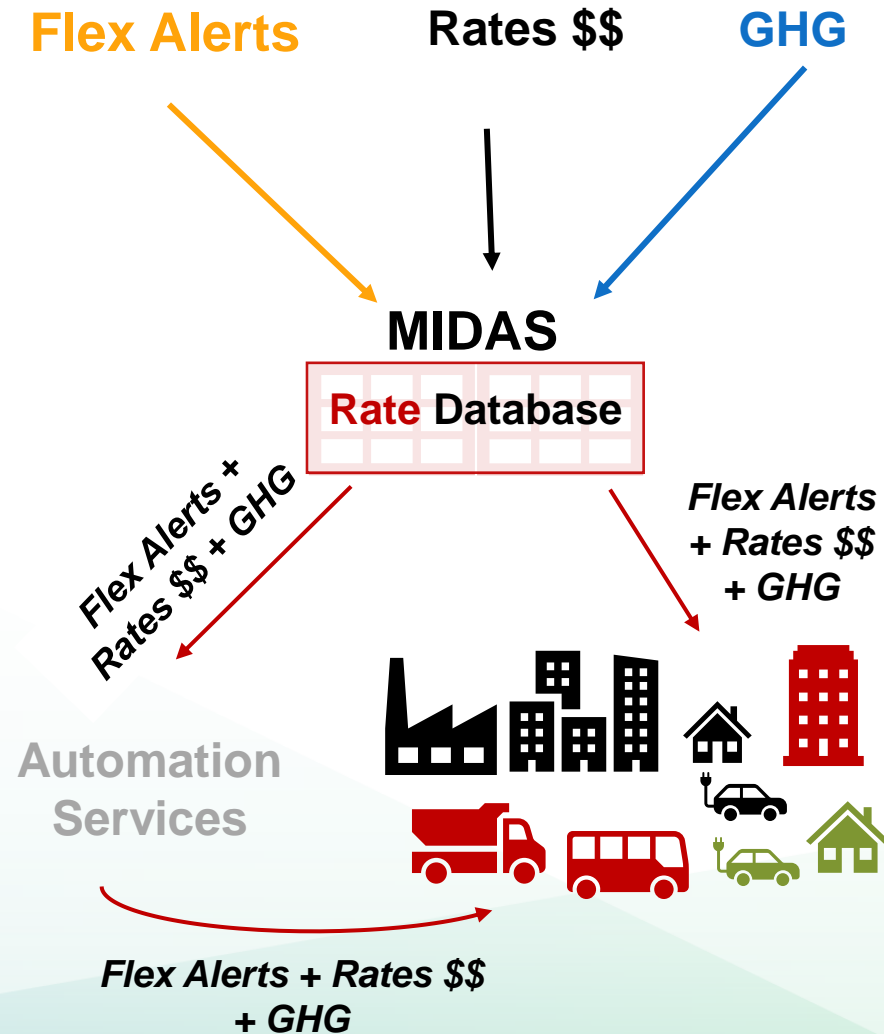 Flex Alerts
Rates $$
GHG
MIDAS
Rate Database
Flex Alerts +
Rates $$ + GHG
Flex Alerts
+ Rates $$
+ GHG
Automation
Services
Flex Alerts + Rates $$
+ GHG